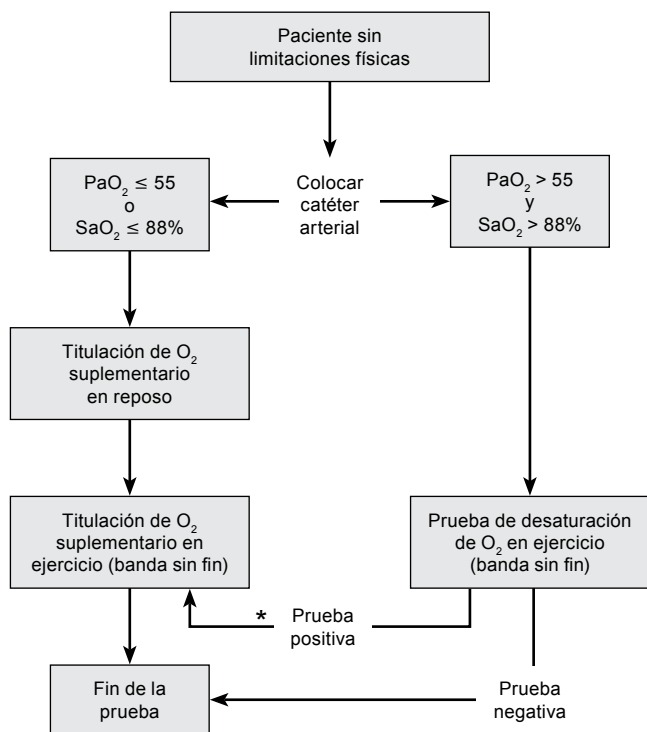 Paciente sin
limitaciones físicas
PaO₂ ≤ 55
o
SaO₂ ≤ 88%
Colocar
catéter
arterial
PaO₂ > 55
y
SaO₂ > 88%
Titulación de O₂
suplementario
en reposo
Titulación de O₂
suplementario en
ejercicio (banda sin fin)
Prueba de desaturación
de O₂ en ejercicio
(banda sin fin)
* Prueba
positiva
Fin de la
prueba
Prueba
negativa